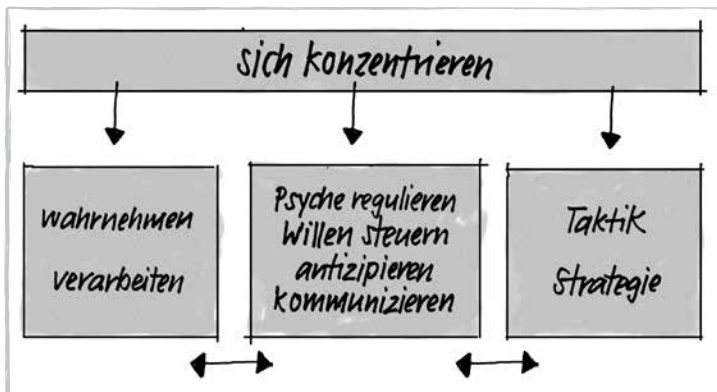 sich konzentrieren
wahrnehmen
verarbeiten
Psyche regulieren
Willen steuern
antizipieren
kommunizieren
Taktik
Strategie